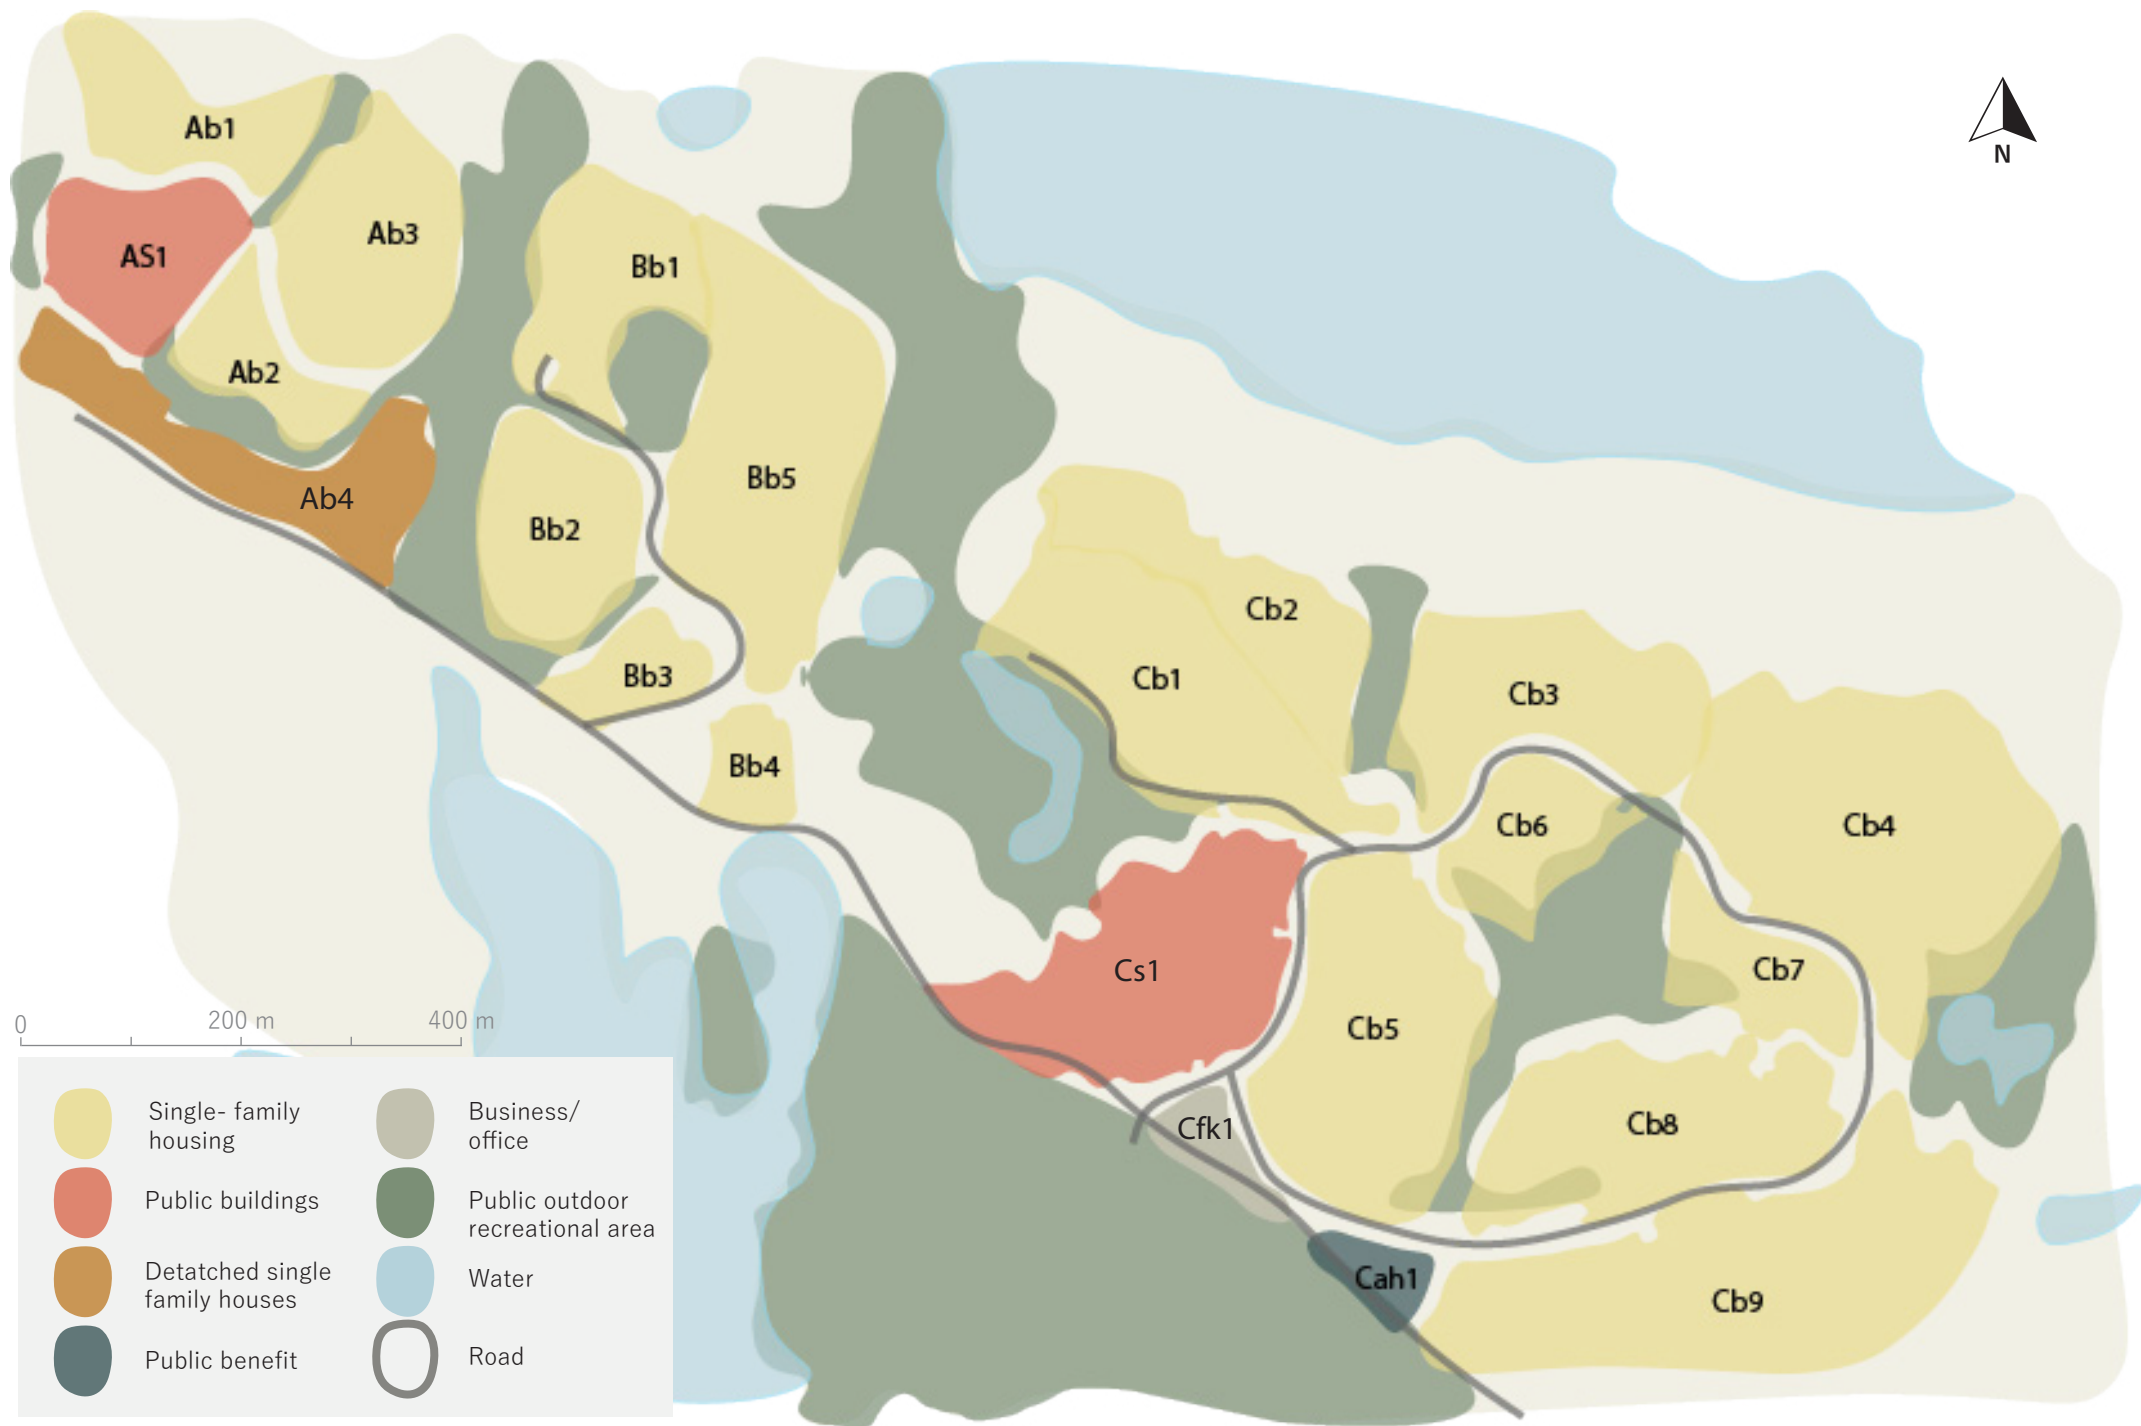 Ab1
N
AS1
Ab3
Bb1
Ab2
Ab4
Bb5
Bb2
Cb2
Bb3
Cb1
Cb3
Bb4
Cb6
Cb4
Cs1
Cb7
Cb5
0
200 m
400 m
Cfk1
Cb8
Cah1
Cb9
Single- family
housing
Public buildings
Detatched single
family houses
Public benefit
Business/
office
Public outdoor
recreational area
Water
Road